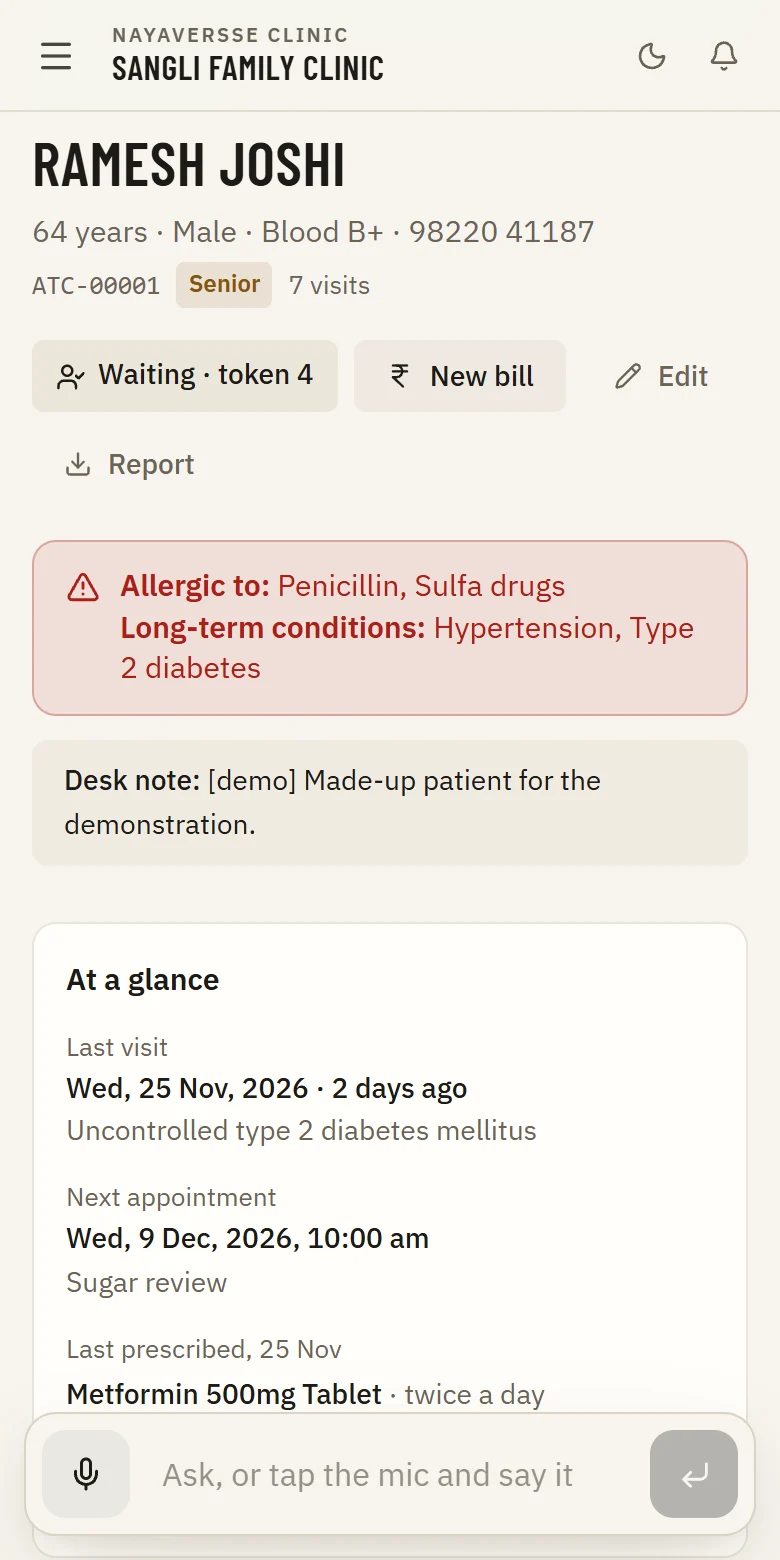 NAYAVERSSE CLINIC
SANGLI FAMILY CLINIC
RAMESH JOSHI
64 years · Male · Blood B+ · 98220 41187
ATC-00001 Senior 7 visits
Waiting · token 4 ₹ New bill Edit
Report
Allergic to: Penicillin, Sulfa drugs
Long-term conditions: Hypertension, Type
2 diabetes
Desk note: [demo] Made-up patient for the
demonstration.
At a glance
Last visit
Wed, 25 Nov, 2026 · 2 days ago
Uncontrolled type 2 diabetes mellitus
Next appointment
Wed, 9 Dec, 2026, 10:00 am
Sugar review
Last prescribed, 25 Nov
Metformin 500mg Tablet · twice a day
Ask, or tap the mic and say it